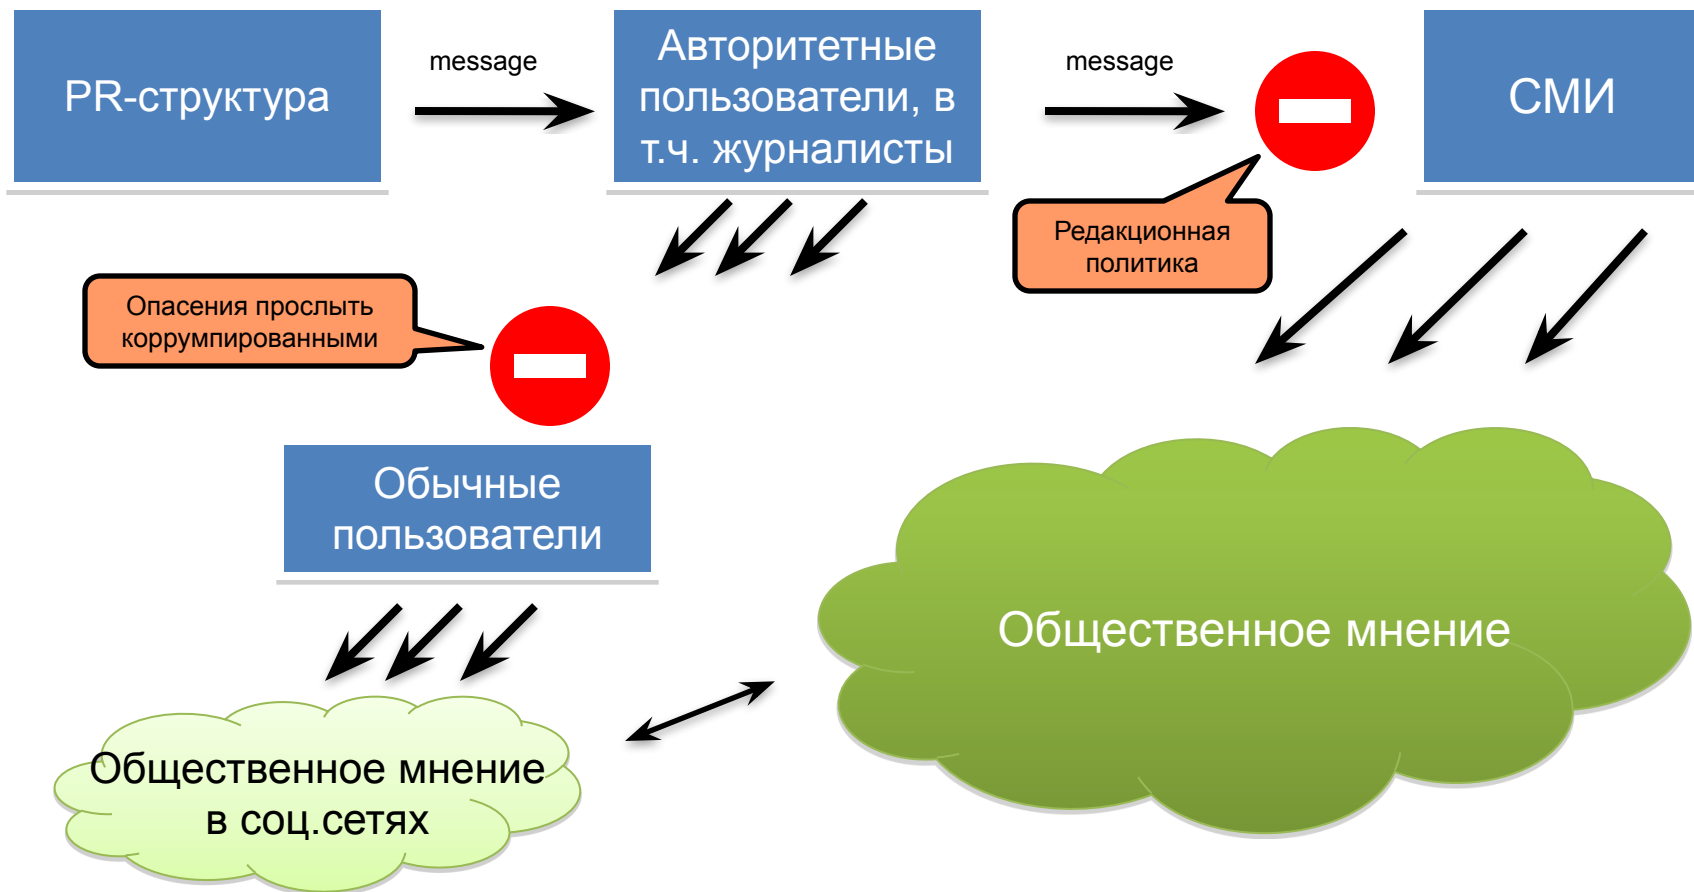 PR-структура
message
Авторитетные
пользователи, в
т.ч. журналисты
message
СМИ
Редакционная
политика
Опасения прослыть
коррумпированными
Обычные
пользователи
Общественное мнение
Общественное мнение
в соц.сетях